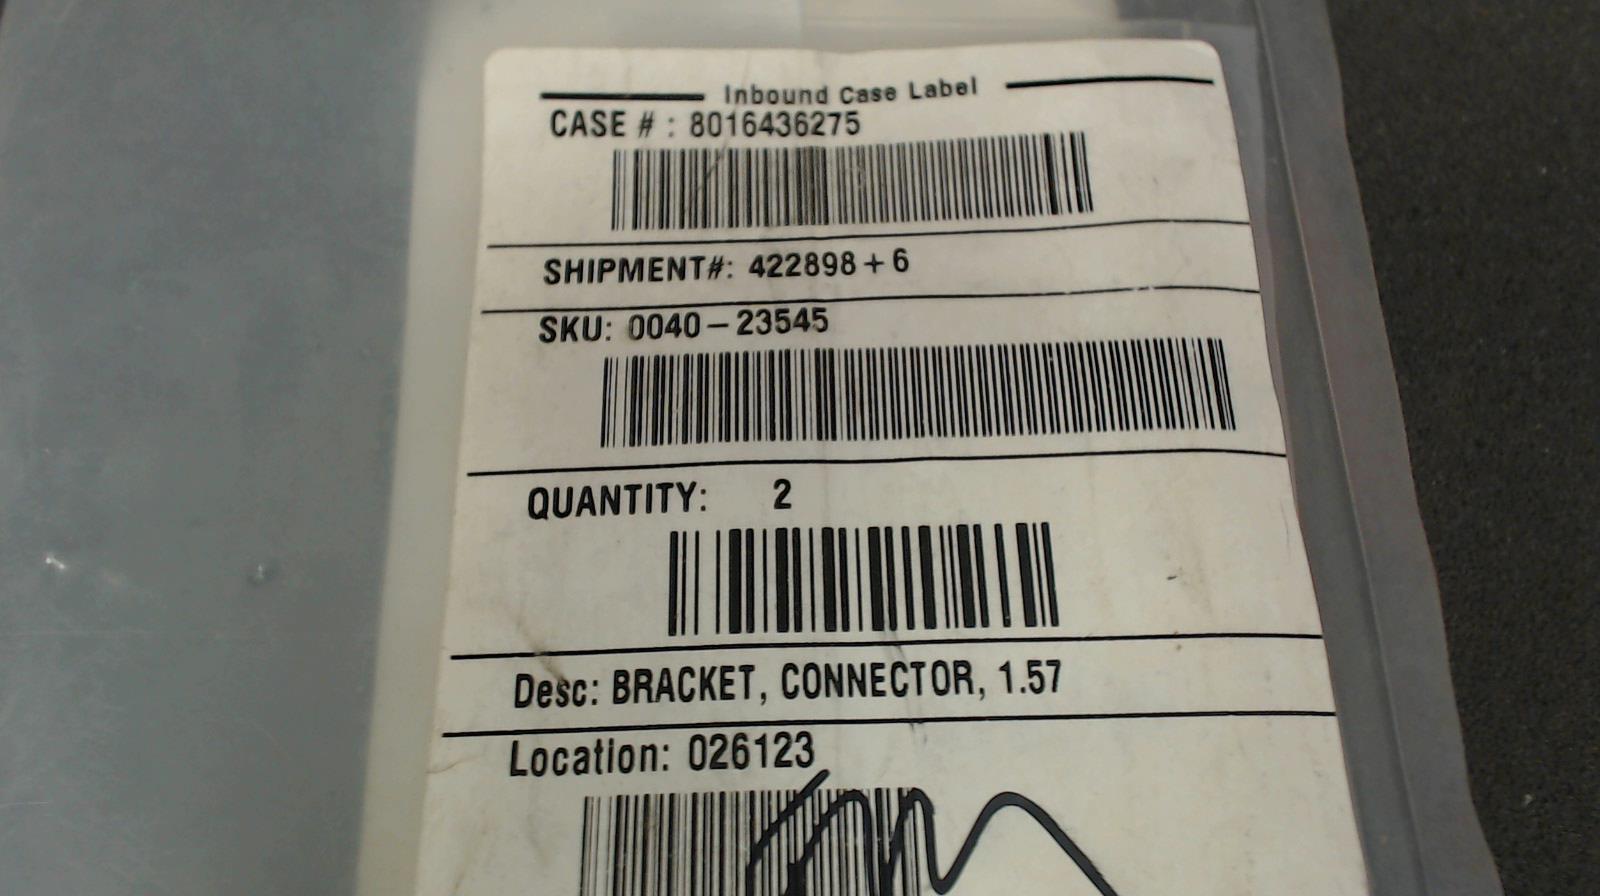 Inbound Case Label
CASE # : 8016436275
SHIPMENT#: 422898+6
SKU: 0040-23545
QUANTITY: 2
Desc: BRACKET, CONNECTOR, 1.57
Location: 026123